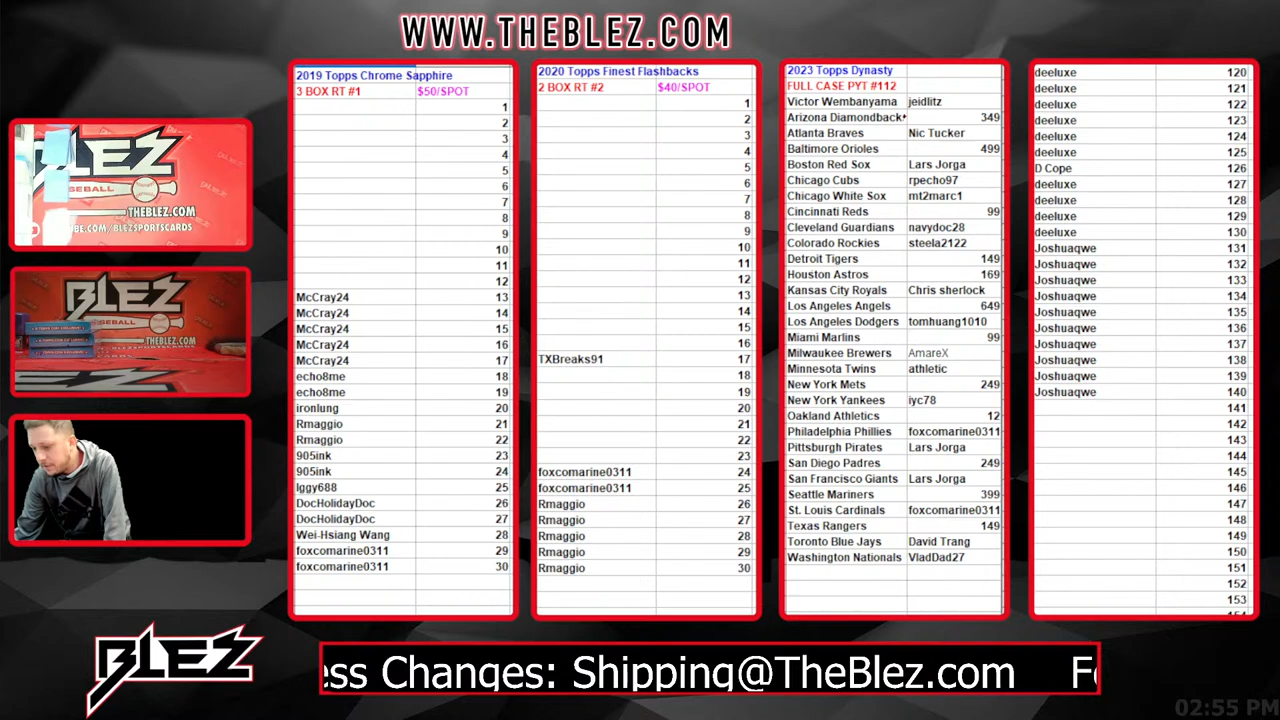 WWW.THEBLEZ.COM
BLEZ
BASEBALL
THEBLEZ.COM
BLEZ
THEBLEZ.COM
2019 Topps Chrome Sapphire
3 BOX RT #1 $50/SPOT
1
2
3
4
5
6
7
8
9
10
11
12
McCray24 13
McCray24 14
McCray24 15
McCray24 16
McCray24 17
echo8me 18
echo8me 19
ironlung 20
Rmaggio 21
Rmaggio 22
905ink 23
905ink 24
Iggy688 25
DocHolidayDoc 26
DocHolidayDoc 27
Wei-Hsiang Wang 28
foxcomarine0311 29
foxcomarine0311 30
2020 Topps Finest Flashbacks
2 BOX RT #2 $40/SPOT
1
2
3
4
5
6
7
8
9
10
11
12
13
14
15
16
TXBreaks91 17
18
19
20
21
22
23
foxcomarine0311 24
foxcomarine0311 25
Rmaggio 26
Rmaggio 27
Rmaggio 28
Rmaggio 29
Rmaggio 30
2023 Topps Dynasty
FULL CASE PYT #112
Victor Wembanyama jeidlitz
Arizona Diamondback 349
Atlanta Braves Nic Tucker
Baltimore Orioles 499
Boston Red Sox Lars Jorga
Chicago Cubs rpecho97
Chicago White Sox mt2marc1
Cincinnati Reds 99
Cleveland Guardians navydoc28
Colorado Rockies steela2122
Detroit Tigers 149
Houston Astros 169
Kansas City Royals Chris sherlock
Los Angeles Angels 649
Los Angeles Dodgers tomhuang1010
Miami Marlins 99
Milwaukee Brewers AmareX
Minnesota Twins athletic
New York Mets 249
New York Yankees iyc78
Oakland Athletics 12
Philadelphia Phillies foxcomarine0311
Pittsburgh Pirates Lars Jorga
San Diego Padres 249
San Francisco Giants Lars Jorga
Seattle Mariners 399
St. Louis Cardinals foxcomarine0311
Texas Rangers 149
Toronto Blue Jays David Trang
Washington Nationals VladDad27
deeluxe 120
deeluxe 121
deeluxe 122
deeluxe 123
deeluxe 124
deeluxe 125
D Cope 126
deeluxe 127
deeluxe 128
deeluxe 129
deeluxe 130
Joshuaqwe 131
Joshuaqwe 132
Joshuaqwe 133
Joshuaqwe 134
Joshuaqwe 135
Joshuaqwe 136
Joshuaqwe 137
Joshuaqwe 138
Joshuaqwe 139
Joshuaqwe 140
141
142
143
144
145
146
147
148
149
150
151
152
153
BLEZ
ess Changes: Shipping@TheBlez.com
02:55 PM